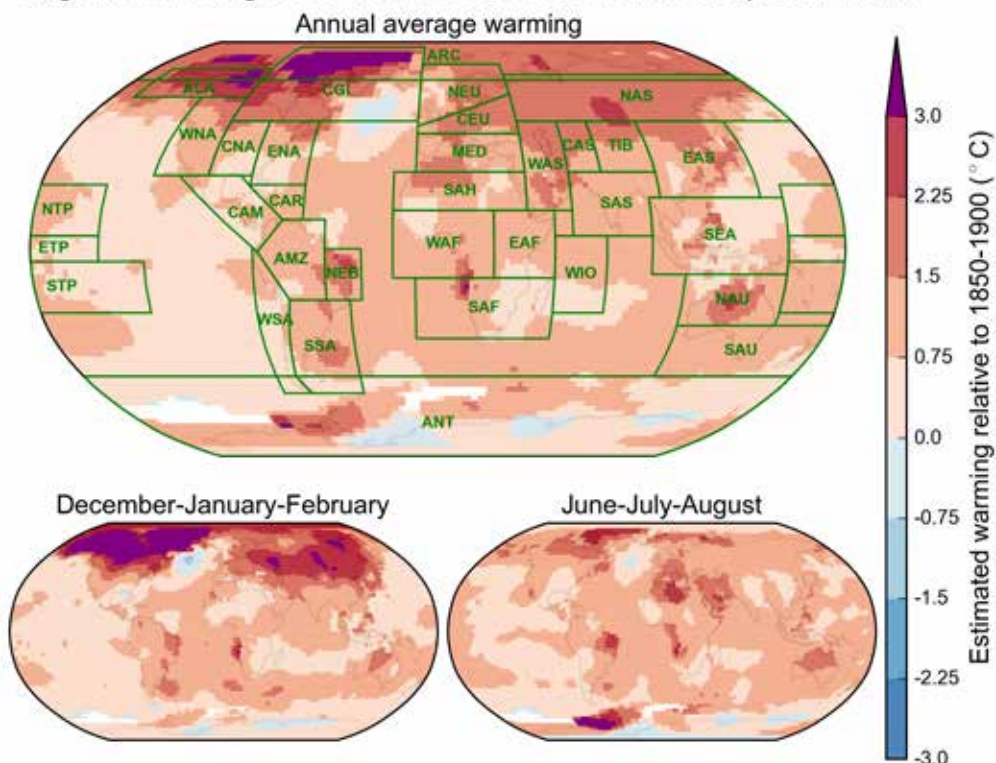 Annual average warming
ARC
ALA CGI NEU NAS
CEU
WNA CNA ENA MED WAS CAS TIB EAS
NTP CAM CAR SAH SAS
ETP AMZ NEB WAF EAF WIO SEA
STP WSA SAF NAU
SSA SAU
ANT
3.0
2.25
1.5
0.75
0.0
-0.75
-1.5
-2.25
-3.0
Estimated warming relative to 1850-1900 (°C)
December-January-February
June-July-August